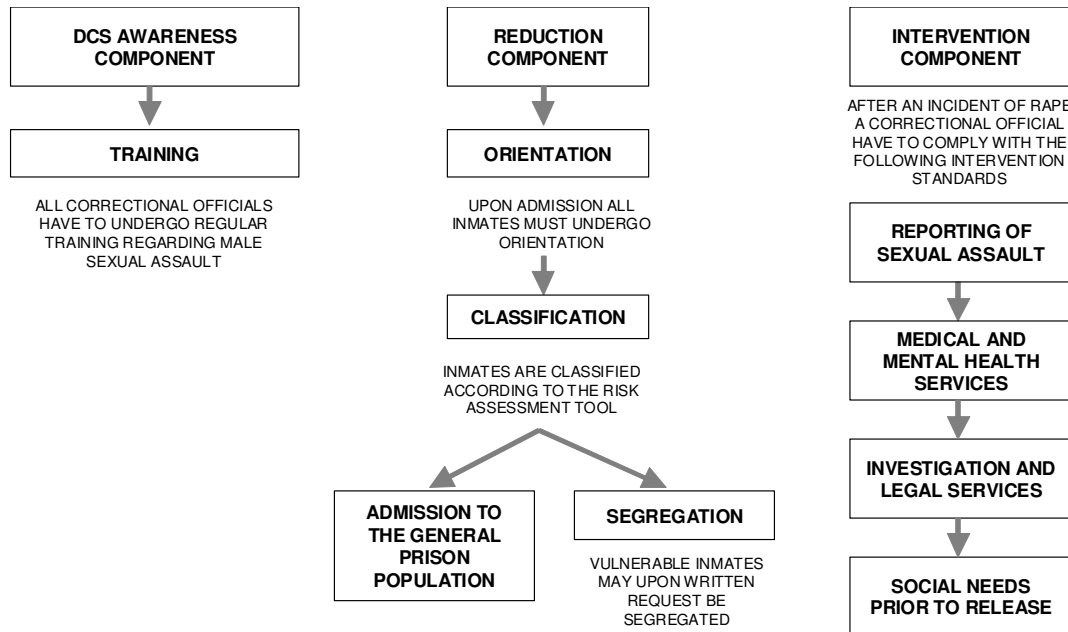 DCS AWARENESS
COMPONENT
TRAINING
ALL CORRECTIONAL OFFICIALS
HAVE TO UNDERGO REGULAR
TRAINING REGARDING MALE
SEXUAL ASSAULT
REDUCTION
COMPONENT
ORIENTATION
UPON ADMISSION ALL
INMATES MUST UNDERGO
ORIENTATION
CLASSIFICATION
INMATES ARE CLASSIFIED
ACCORDING TO THE RISK
ASSESSMENT TOOL
ADMISSION TO
THE GENERAL
PRISON
POPULATION
SEGREGATION
VULNERABLE INMATES
MAY UPON WRITTEN
REQUEST BE
SEGREGATED
INTERVENTION
COMPONENT
AFTER AN INCIDENT OF RAPE
A CORRECTIONAL OFFICIAL
HAVE TO COMPLY WITH THE
FOLLOWING INTERVENTION
STANDARDS
REPORTING OF
SEXUAL ASSAULT
MEDICAL AND
MENTAL HEALTH
SERVICES
INVESTIGATION AND
LEGAL SERVICES
SOCIAL NEEDS
PRIOR TO RELEASE